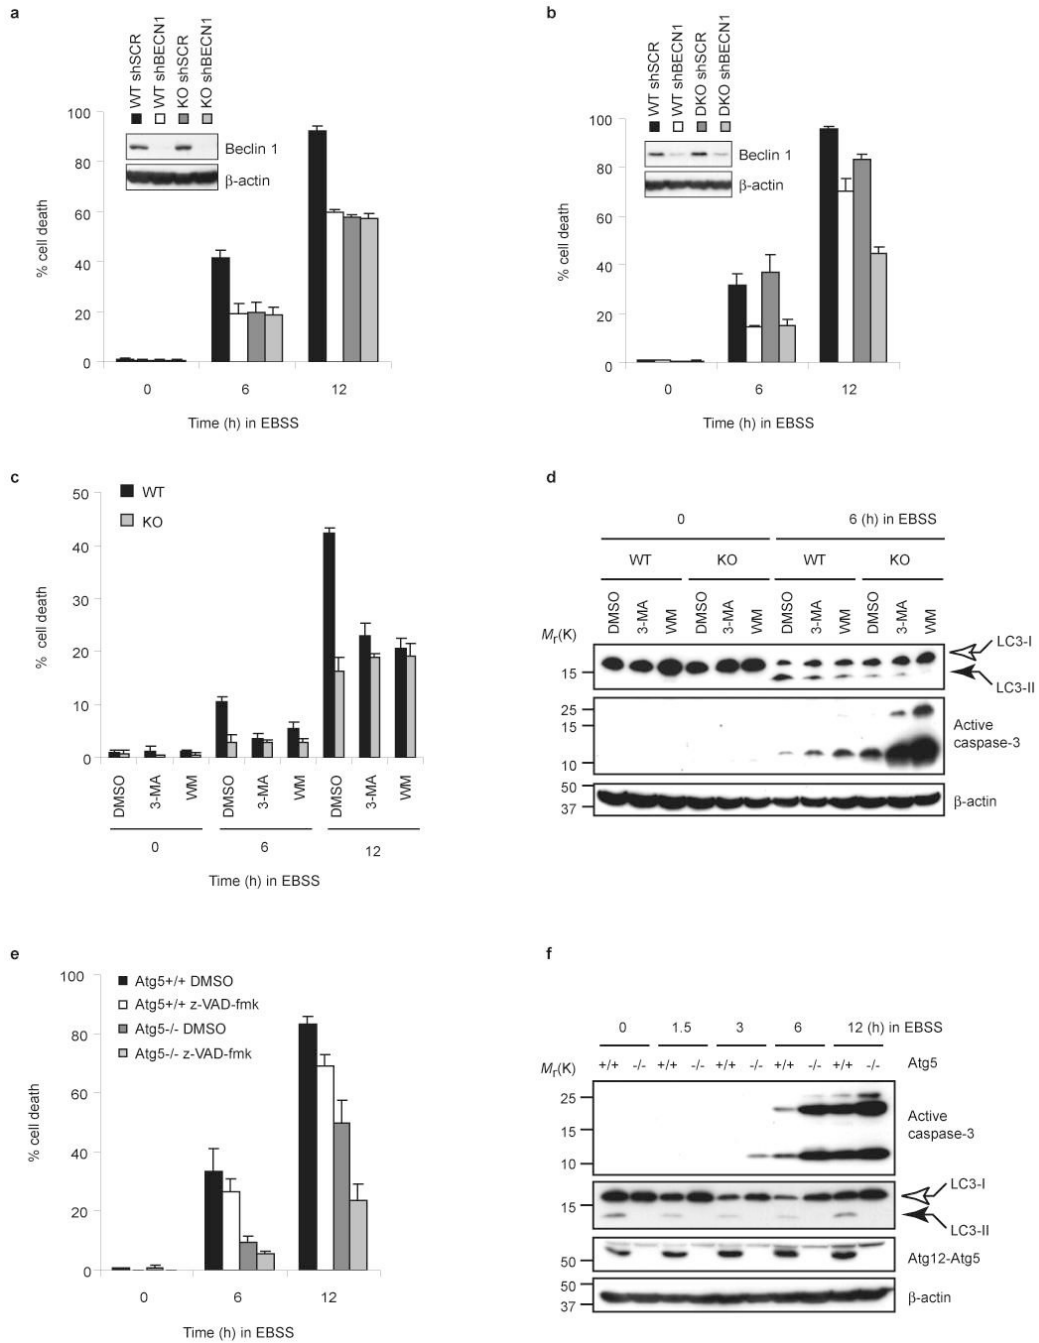 a
WT shSCR
WT shBECN1
KO shSCR
KO shBECN1
Beclin 1
β-actin
% cell death
100
80
60
40
20
0
0 6 12
Time (h) in EBSS
b
WT shSCR
WT shBECN1
DKO shSCR
DKO shBECN1
Beclin 1
β-actin
% cell death
100
80
60
40
20
0
0 6 12
Time (h) in EBSS
c
WT
KO
% cell death
50
40
30
20
10
0
DMSO 3-MA WM DMSO 3-MA WM DMSO 3-MA WM
0 6 12
Time (h) in EBSS
d
0 6 (h) in EBSS
WT KO WT KO
DMSO 3-MA WM DMSO 3-MA WM DMSO 3-MA WM DMSO 3-MA WM
Mr(K)
LC3-I
15
LC3-II
25
15
10
Active
caspase-3
50
37
β-actin
e
Atg5+/+ DMSO
Atg5+/+ z-VAD-fmk
Atg5-/- DMSO
Atg5-/- z-VAD-fmk
% cell death
100
80
60
40
20
0
0 6 12
Time (h) in EBSS
f
0 1.5 3 6 12 (h) in EBSS
Mr(K) +/+ -/- +/+ -/- +/+ -/- +/+ -/- +/+ -/- Atg5
25
15
10
Active
caspase-3
LC3-I
15
LC3-II
50
Atg12-Atg5
50
37
β-actin